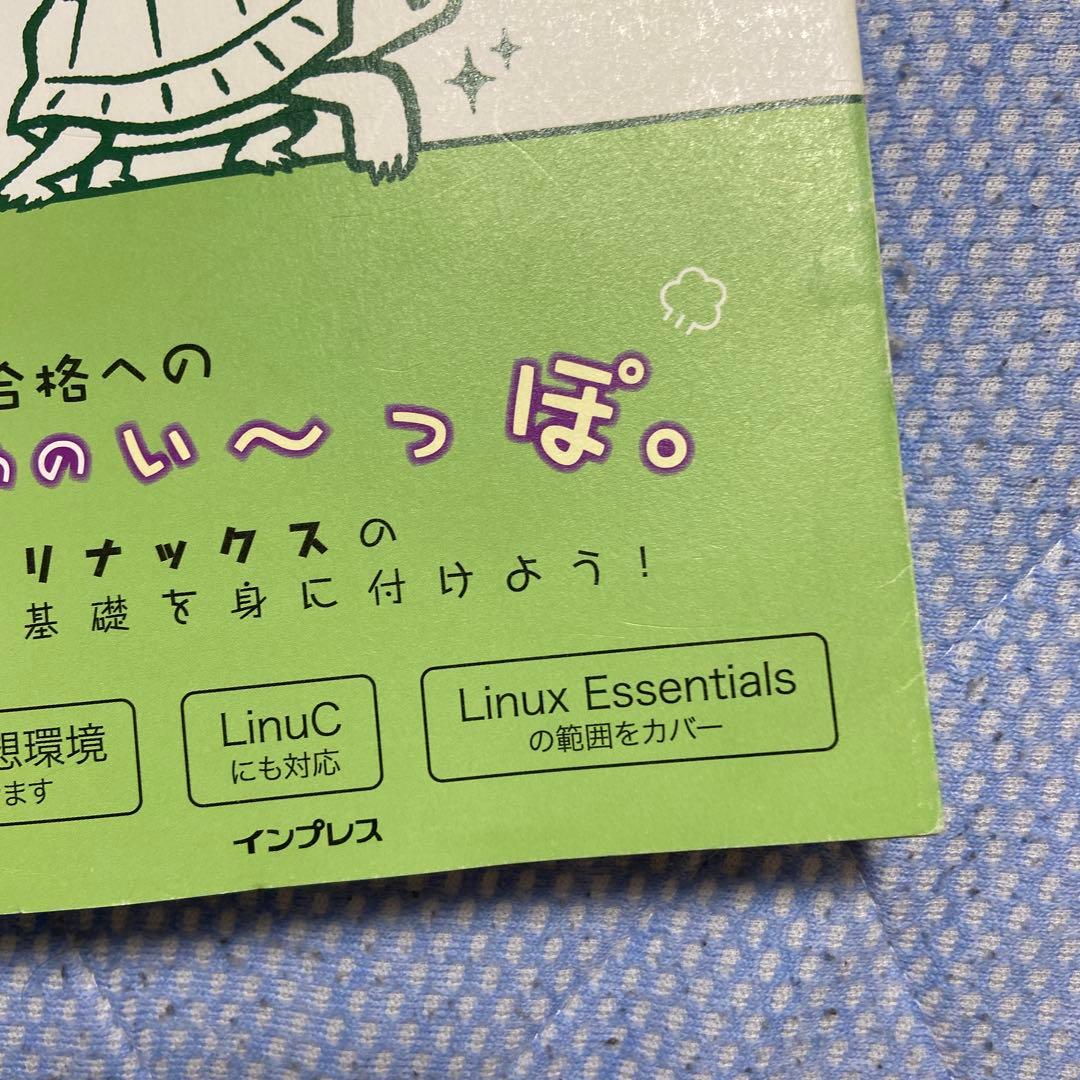 合格への
のい〜っぽ。
リナックスの
基礎を身に付けよう!
想環境
ます
LinuC
にも対応
Linux Essentials
の範囲をカバー
インプレス